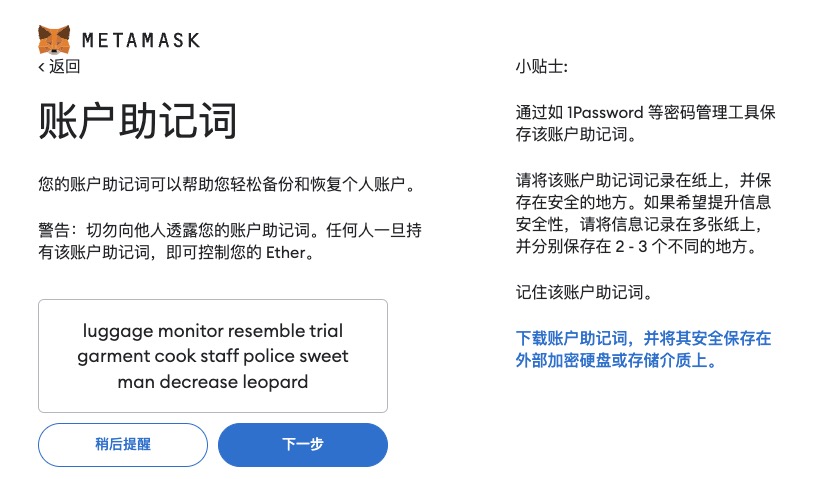 METAMASK
< 返回
账户助记词
您的账户助记词可以帮助您轻松备份和恢复个人账户。
警告：切勿向他人透露您的账户助记词。任何人一旦持
有该账户助记词，即可控制您的 Ether。
luggage monitor resemble trial
garment cook staff police sweet
man decrease leopard
稍后提醒
下一步
小贴士:
通过如 1Password 等密码管理工具保
存该账户助记词。
请将该账户助记词记录在纸上，并保
存在安全的地方。如果希望提升信息
安全性，请将信息记录在多张纸上，
并分别保存在 2 - 3 个不同的地方。
记住该账户助记词。
下载账户助记词，并将其安全保存在
外部加密硬盘或存储介质上。